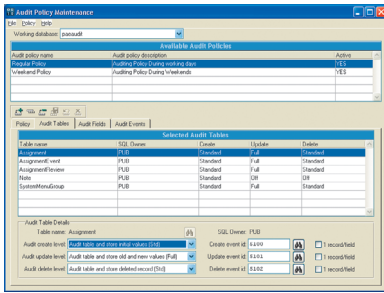 Audit Policy Maintenance
File Policy Help
Working database: pasaudit
Available Audit Policies
Audit policy name Audit policy description Active
Regular Policy Auditing Policy During working days YES
Weekend Policy Auditing Policy During Weekends YES
Policy Audit Tables Audit Fields Audit Events
Selected Audit Tables
Table name SQL Owner Create Update Delete
Assignment PUB Standard Full Standard
AssignmentEvent PUB Standard Full Standard
AssignmentReview PUB Standard Full Standard
Note PUB Standard Off Off
SystemMenuGroup PUB Standard Full Standard
Audit Table Details
Table name: Assignment SQL Owner: PUB
Audit create level: Audit table and store initial values (Std) Create event id: 5100 1 record/field
Audit update level: Audit table and store old and new values (Full) Update event id: 5101 1 record/field
Audit delete level: Audit table and store deleted record (Std) Delete event id: 5102 1 record/field